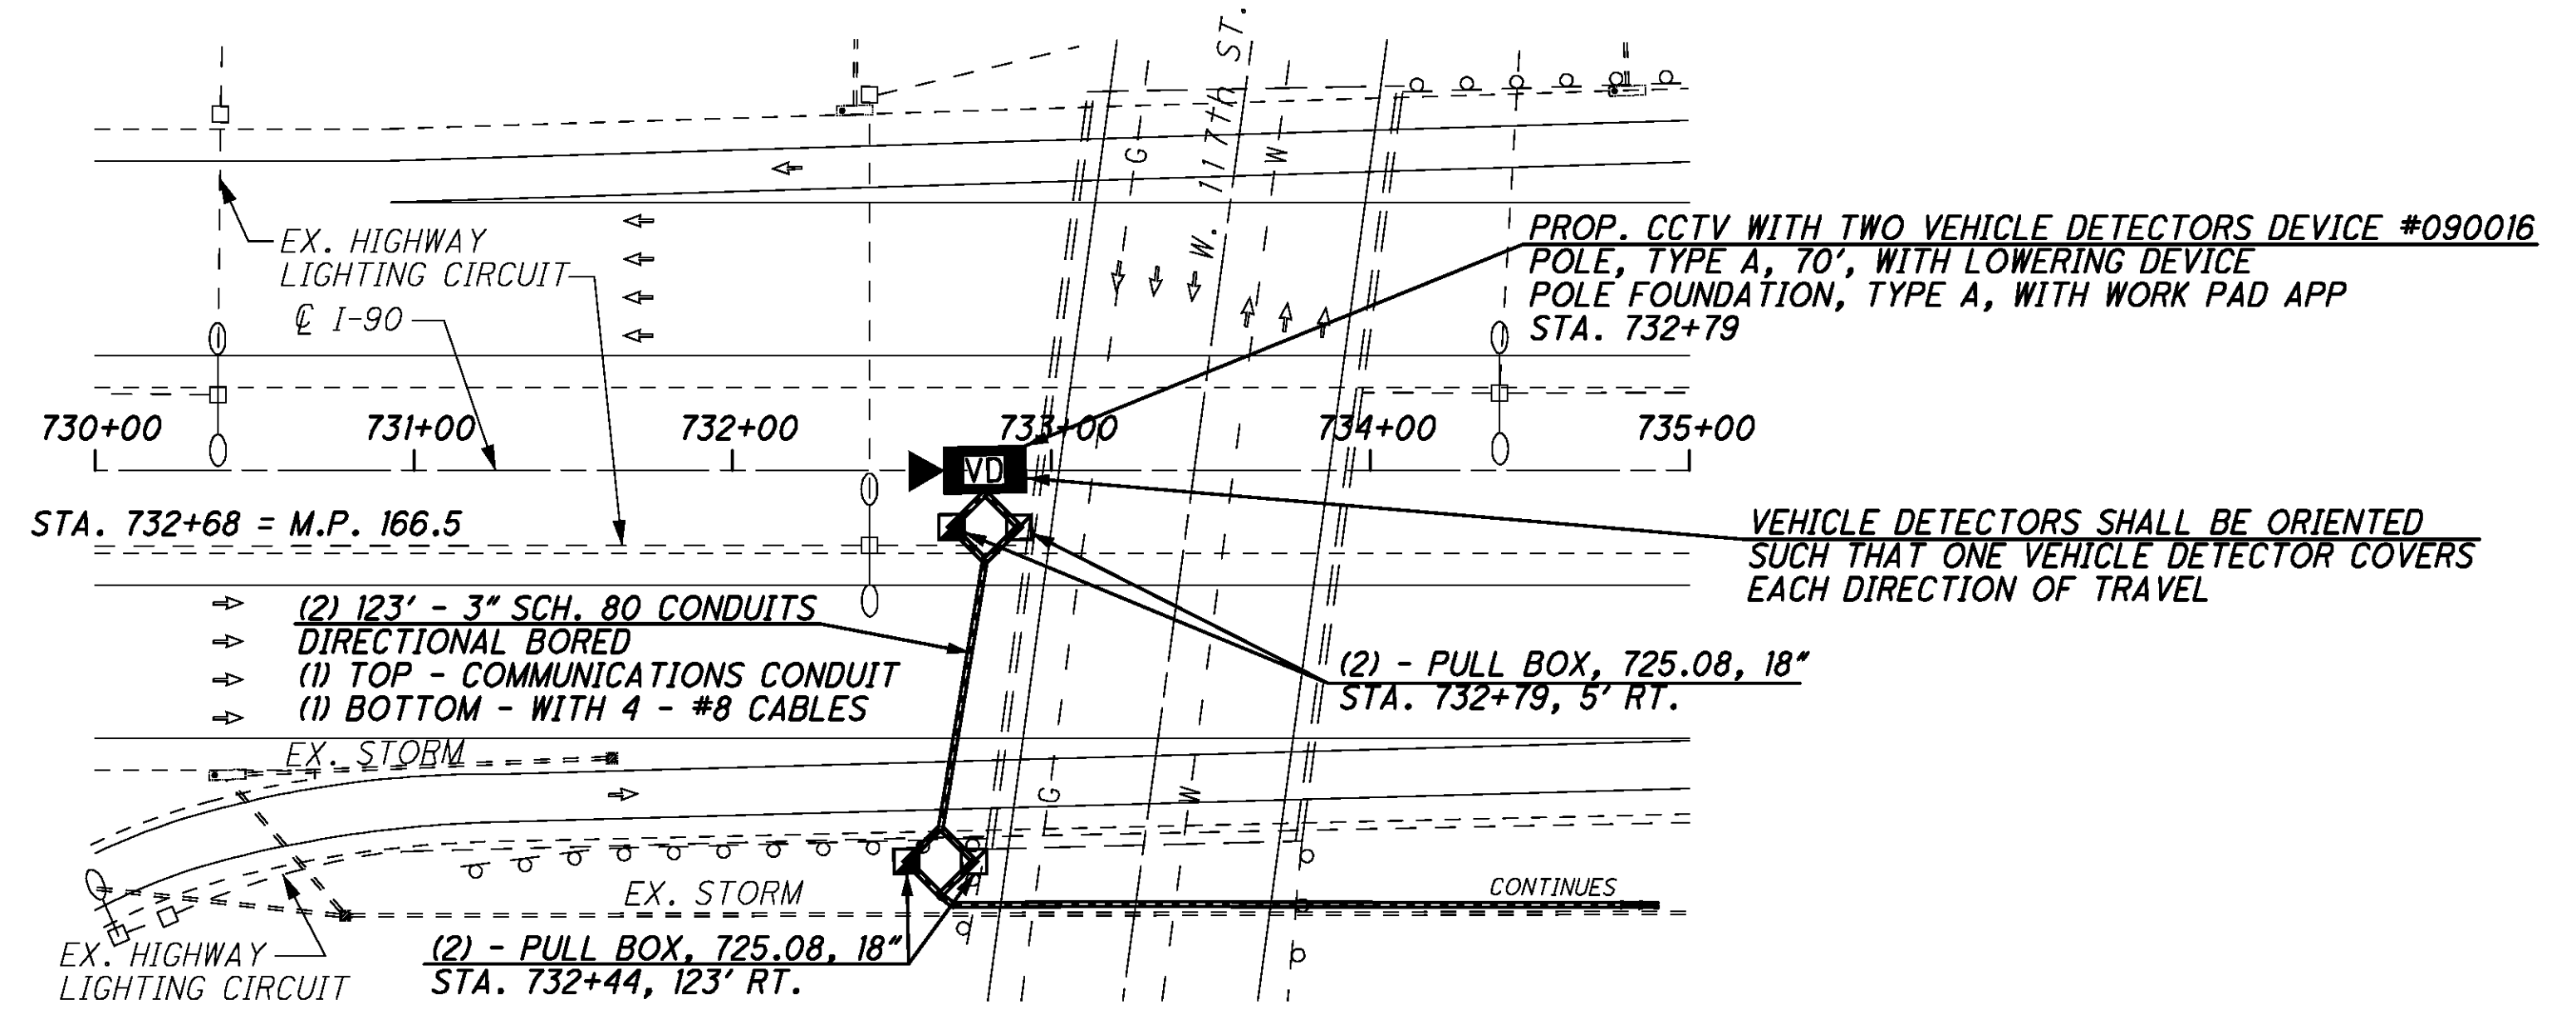 W. 117th ST.
G
W
EX. HIGHWAY
LIGHTING CIRCUIT
℄ I-90
PROP. CCTV WITH TWO VEHICLE DETECTORS DEVICE #090016
POLE, TYPE A, 70', WITH LOWERING DEVICE
POLE FOUNDATION, TYPE A, WITH WORK PAD APP
STA. 732+79
730+00
731+00
732+00
733+00
734+00
735+00
VD
STA. 732+68 = M.P. 166.5
VEHICLE DETECTORS SHALL BE ORIENTED
SUCH THAT ONE VEHICLE DETECTOR COVERS
EACH DIRECTION OF TRAVEL
(2) 123' - 3" SCH. 80 CONDUITS
DIRECTIONAL BORED
(1) TOP - COMMUNICATIONS CONDUIT
(1) BOTTOM - WITH 4 - #8 CABLES
(2) - PULL BOX, 725.08, 18"
STA. 732+79, 5' RT.
EX. STORM
G
W
EX. STORM
CONTINUES
EX. HIGHWAY
LIGHTING CIRCUIT
(2) - PULL BOX, 725.08, 18"
STA. 732+44, 123' RT.